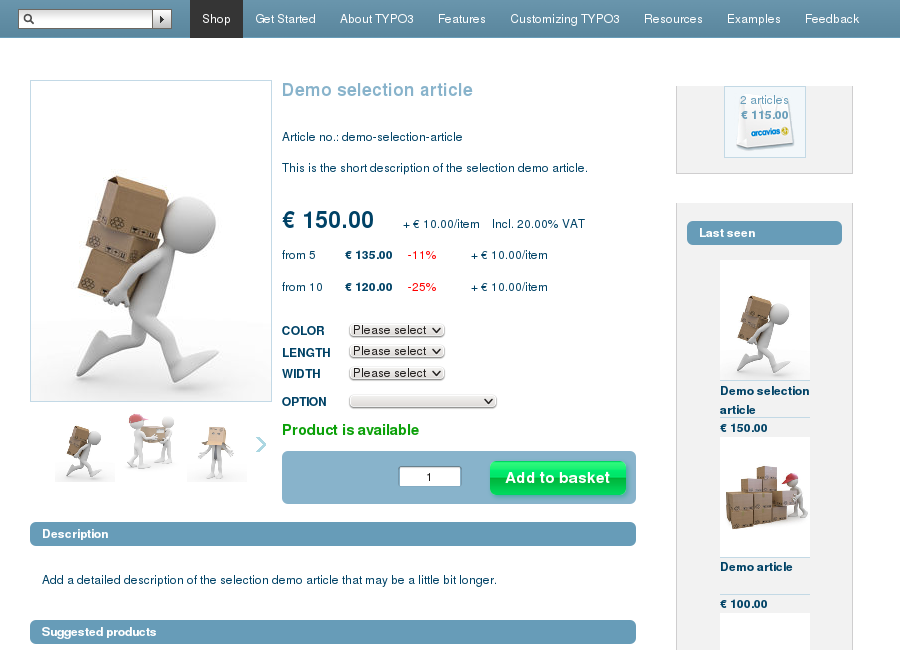 Shop Get Started About TYPO3 Features Customizing TYPO3 Resources Examples Feedback
Demo selection article
Article no.: demo-selection-article
This is the short description of the selection demo article.
€ 150.00 + € 10.00/item Incl. 20.00% VAT
from 5 € 135.00 -11% + € 10.00/item
from 10 € 120.00 -25% + € 10.00/item
COLOR Please select
LENGTH Please select
WIDTH Please select
OPTION
Product is available
1 Add to basket
Description
Add a detailed description of the selection demo article that may be a little bit longer.
Suggested products
2 articles
€ 115.00
arcavias
Last seen
Demo selection
article
€ 150.00
Demo article
€ 100.00